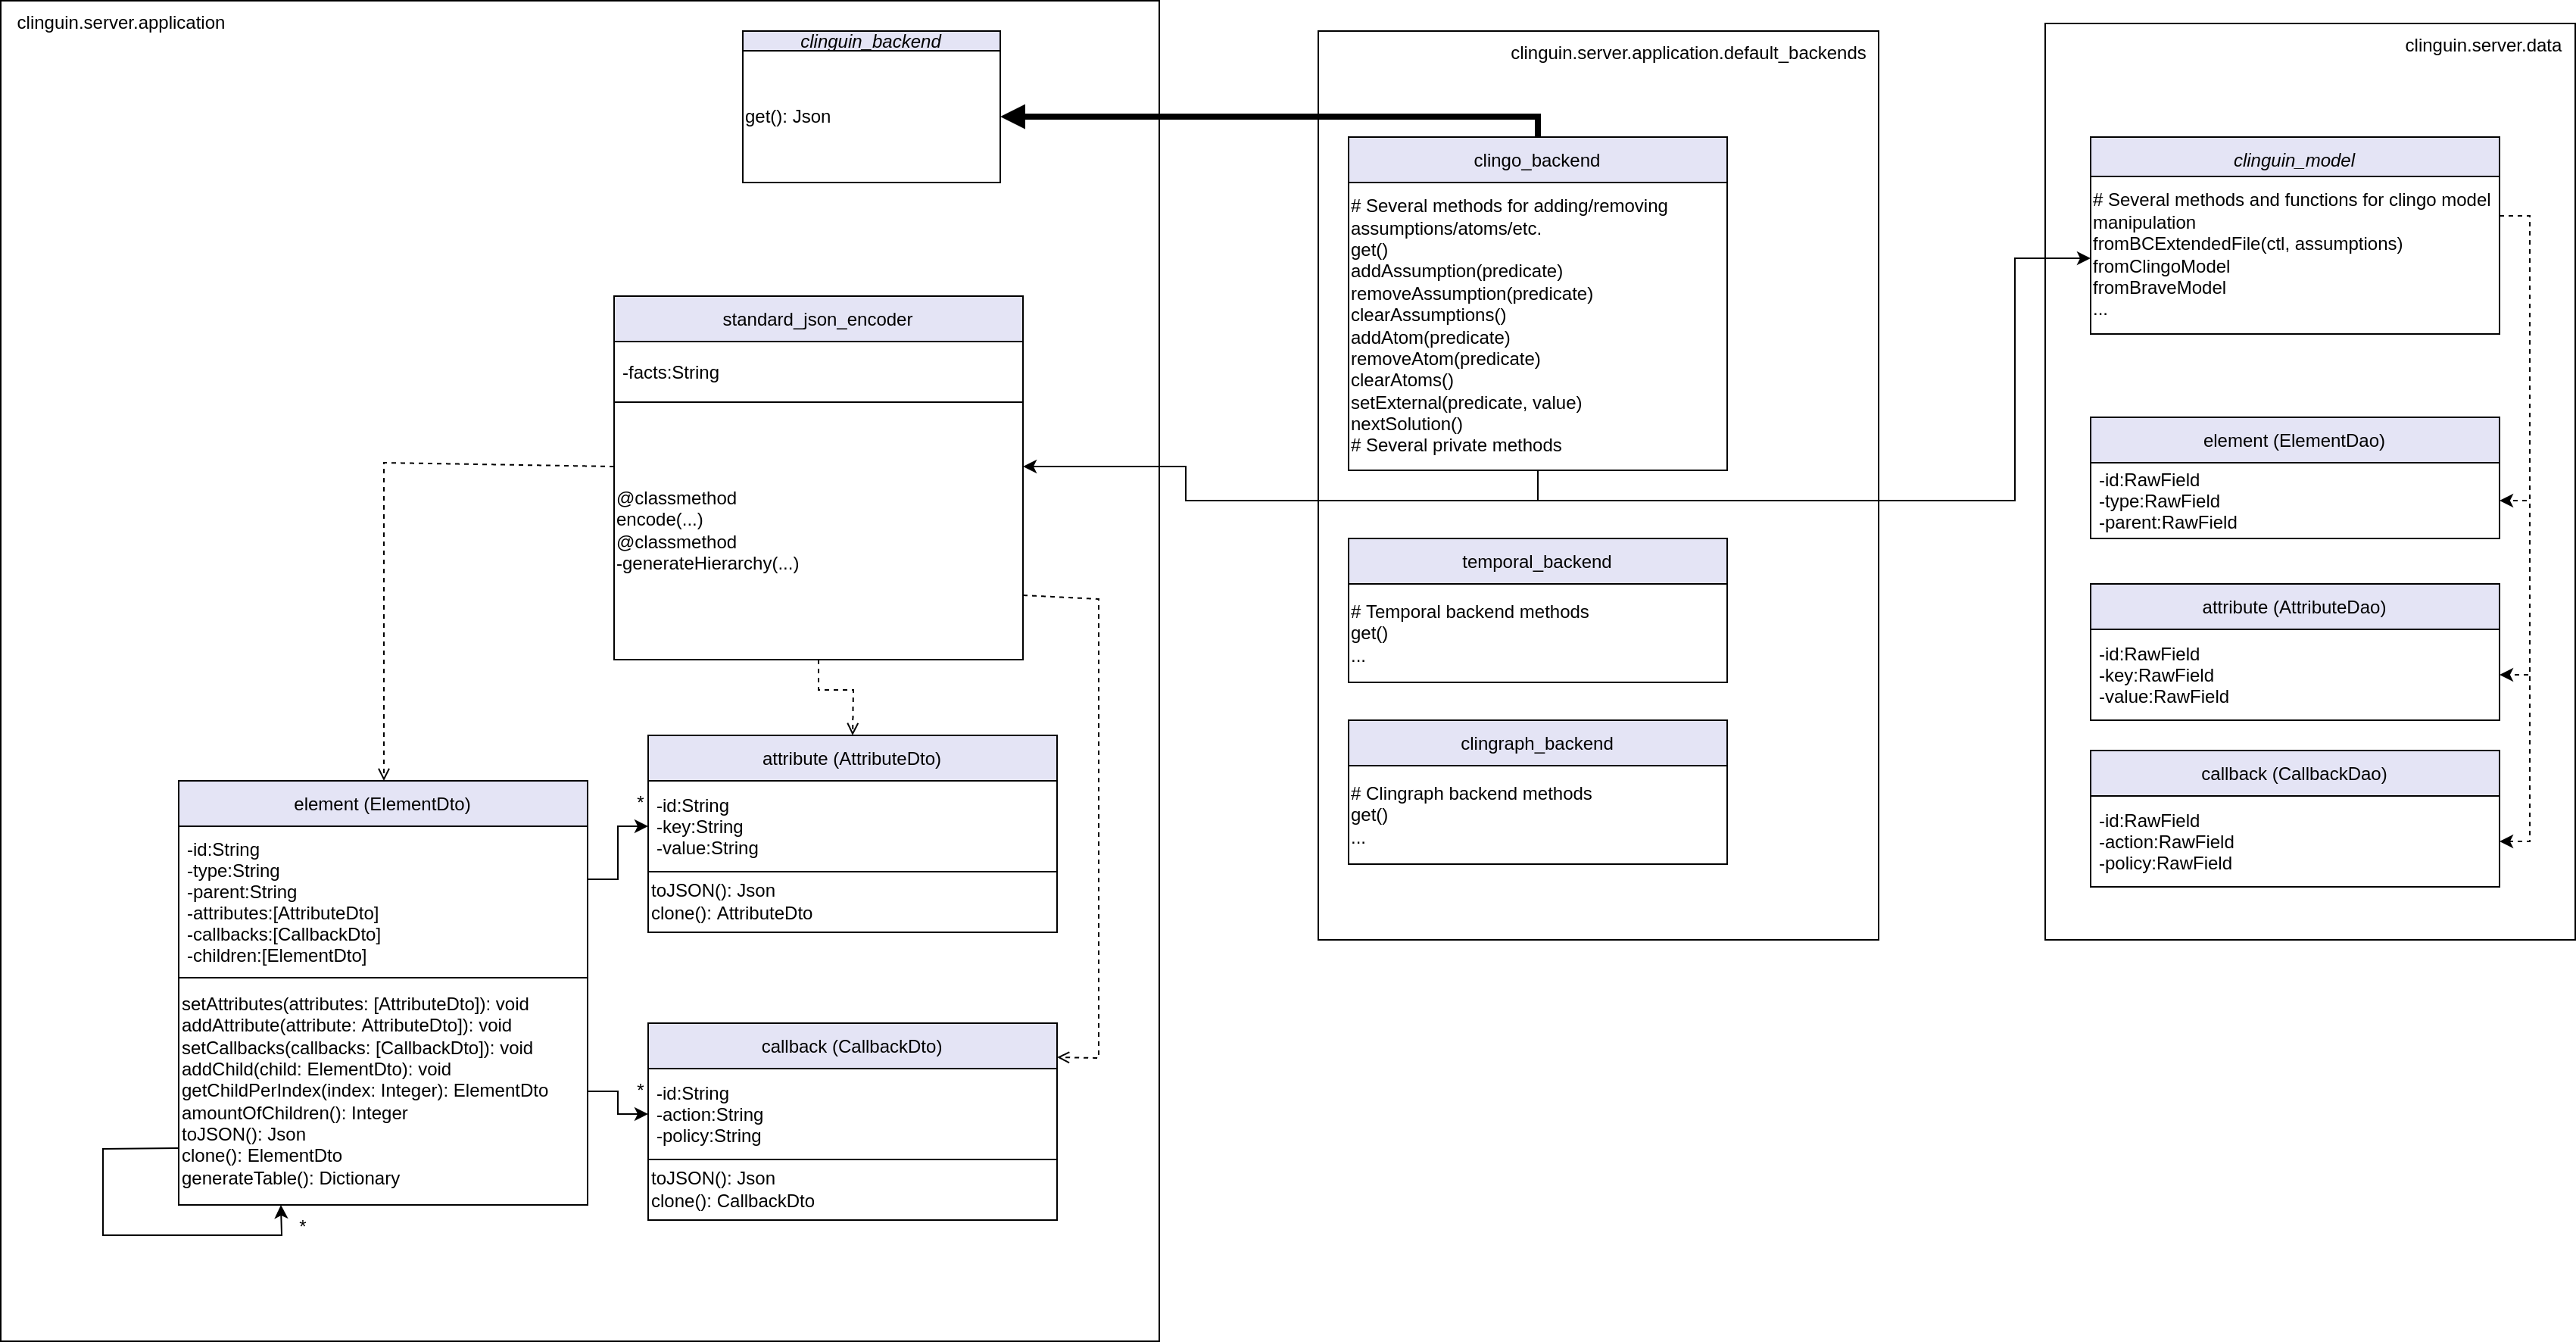 clinguin.server.application
clinguin_backend
get(): Json
standard_json_encoder
-facts:String
@classmethod
encode(...)
@classmethod
-generateHierarchy(...)
element (ElementDto)
-id:String
-type:String
-parent:String
-attributes:[AttributeDto]
-callbacks:[CallbackDto]
-children:[ElementDto]
setAttributes(attributes: [AttributeDto]): void
addAttribute(attribute: AttributeDto]): void
setCallbacks(callbacks: [CallbackDto]): void
addChild(child: ElementDto): void
getChildPerIndex(index: Integer): ElementDto
amountOfChildren(): Integer
toJSON(): Json
clone(): ElementDto
generateTable(): Dictionary
*
attribute (AttributeDto)
*
-id:String
-key:String
-value:String
toJSON(): Json
clone(): AttributeDto
callback (CallbackDto)
*
-id:String
-action:String
-policy:String
toJSON(): Json
clone(): CallbackDto
clinguin.server.application.default_backends
clingo_backend
# Several methods for adding/removing
assumptions/atoms/etc.
get()
addAssumption(predicate)
removeAssumption(predicate)
clearAssumptions()
addAtom(predicate)
removeAtom(predicate)
clearAtoms()
setExternal(predicate, value)
nextSolution()
# Several private methods
temporal_backend
# Temporal backend methods
get()
...
clingraph_backend
# Clingraph backend methods
get()
...
clinguin.server.data
clinguin_model
# Several methods and functions for clingo model
manipulation
fromBCExtendedFile(ctl, assumptions)
fromClingoModel
fromBraveModel
...
element (ElementDao)
-id:RawField
-type:RawField
-parent:RawField
attribute (AttributeDao)
-id:RawField
-key:RawField
-value:RawField
callback (CallbackDao)
-id:RawField
-action:RawField
-policy:RawField